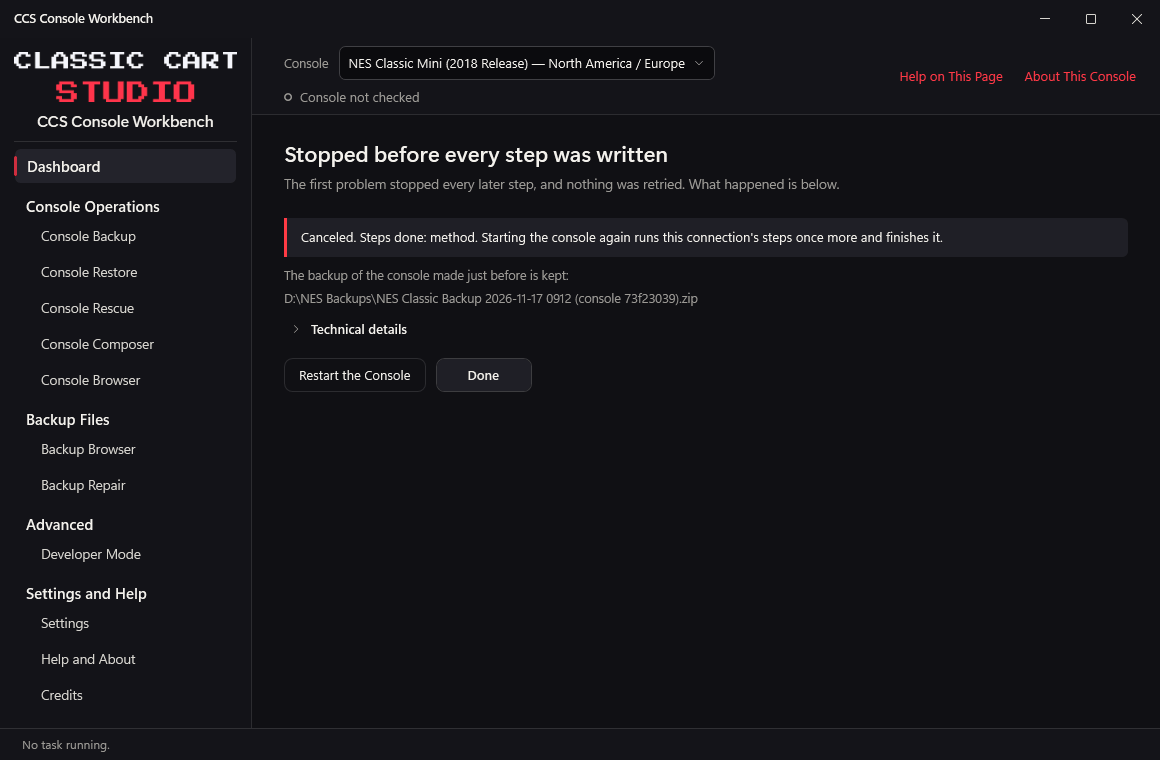 CCS Console Workbench
CLASSIC CART
STUDIO
CCS Console Workbench
Dashboard
Console Operations
Console Backup
Console Restore
Console Rescue
Console Composer
Console Browser
Backup Files
Backup Browser
Backup Repair
Advanced
Developer Mode
Settings and Help
Settings
Help and About
Credits
Console
NES Classic Mini (2018 Release) — North America / Europe
Console not checked
Help on This Page
About This Console
Stopped before every step was written
The first problem stopped every later step, and nothing was retried. What happened is below.
Canceled. Steps done: method. Starting the console again runs this connection's steps once more and finishes it.
The backup of the console made just before is kept:
D:\NES Backups\NES Classic Backup 2026-11-17 0912 (console 73f23039).zip
Technical details
Restart the Console
Done
No task running.